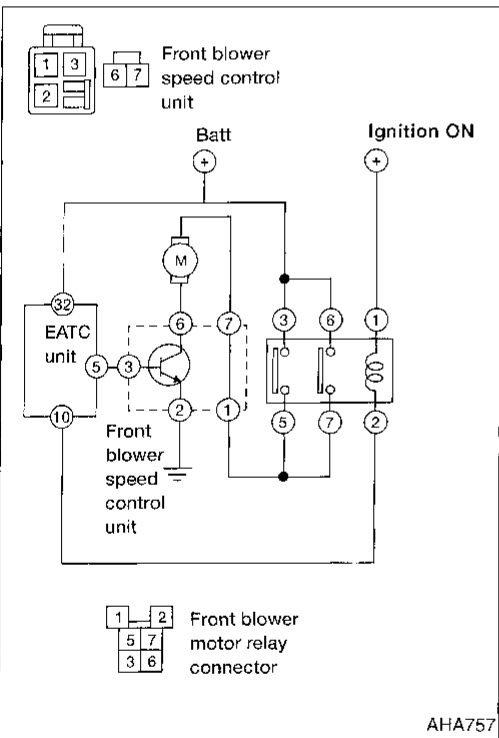 Front blower
speed control
unit
1 3
2
6 7
Batt
Ignition ON
+
+
M
32
EATC
unit
5
3
6
7
3
6
1
10
2
1
5
7
2
Front
blower
speed
control
unit
1 2
5 7
3 6
Front blower
motor relay
connector
AHA757